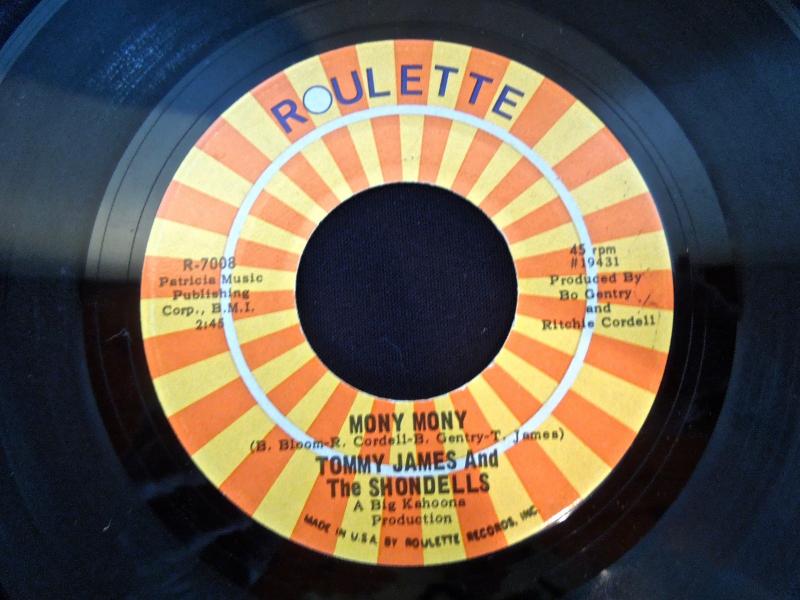 ROULETTE
R-7008
Patricia Music
Publishing
Corp., B.M.I.
2:45
45 rpm
#19431
Produced By
Bo Gentry
and
Ritchie Cordell
MONY MONY
(B. Bloom-R. Cordell-B. Gentry-T. James)
TOMMY JAMES And
The SHONDELLS
A Big Kahoona
Production
MADE IN U.S.A. BY ROULETTE RECORDS, INC.